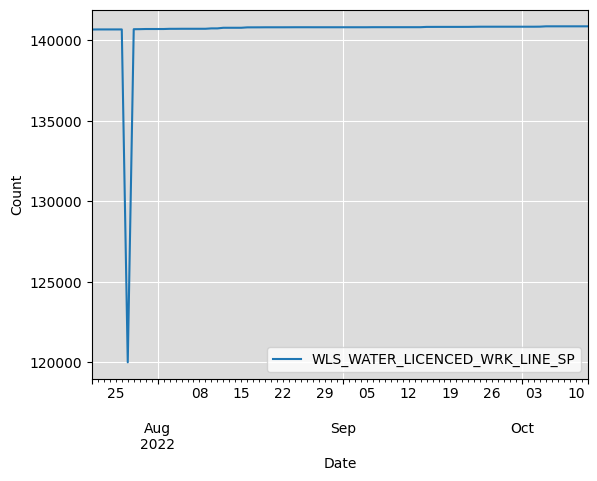 140000
135000
130000
125000
120000
Count
WLS_WATER_LICENCED_WRK_LINE_SP
25 08 15 22 29 05 12 19 26 03 10
Aug Sep Oct
2022
Date